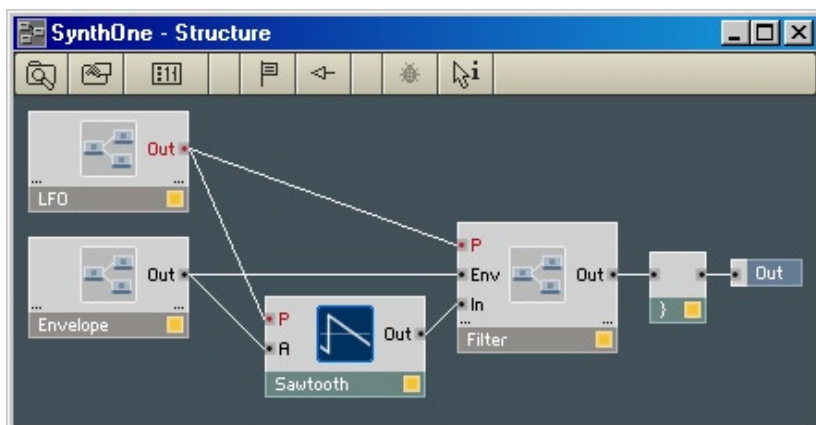 SynthOne - Structure
Out
...
...
LFO
P
Env
Out
Out
In
...
...
Filter
}
Out
...
...
Envelope
P
A
Out
Sawtooth